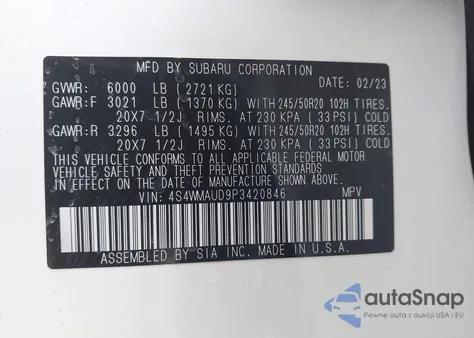 MFD BY SUBARU CORPORATION
GVWR: 6000 LB ( 2721 KG) DATE: 02/23
GAWR:F 3021 LB ( 1370 KG) WITH 245/50R20 102H TIRES.
20X7 1/2J RIMS. AT 230 KPA ( 33 PSI) COLD
GAWR:R 3296 LB ( 1495 KG) WITH 245/50R20 102H TIRES.
20X7 1/2J RIMS. AT 230 KPA ( 33 PSI) COLD
THIS VEHICLE CONFORMS TO ALL APPLICABLE FEDERAL MOTOR
VEHICLE SAFETY AND THEFT PREVENTION STANDARDS
IN EFFECT ON THE DATE OF MANUFACTURE SHOWN ABOVE.
VIN: 4S4WMAUD9P3420846 MPV
ASSEMBLED BY SIA INC. MADE IN U.S.A.
autoSnap
Pewne auta z aukcji USA i EU